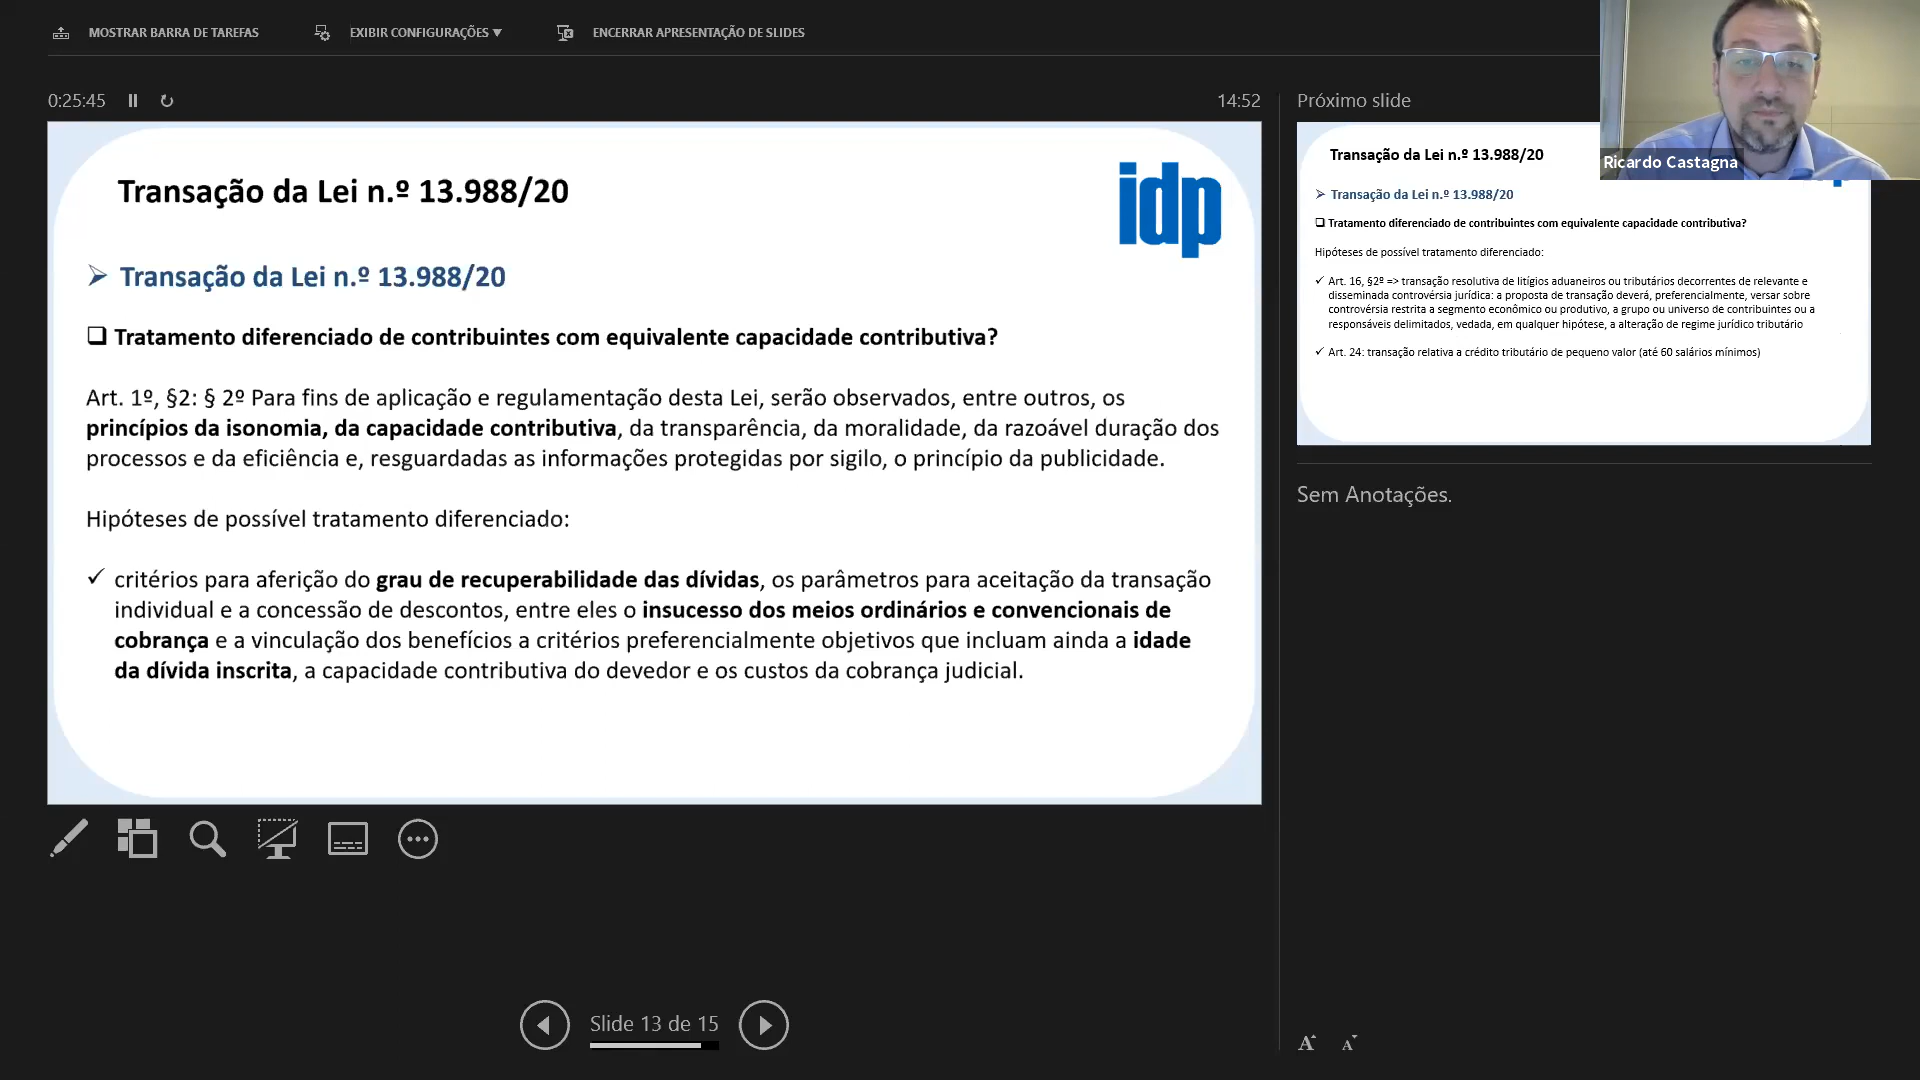 MOSTRAR BARRA DE TAREFAS
EXIBIR CONFIGURAÇÕES ▼
ENCERRAR APRESENTAÇÃO DE SLIDES
0:25:45
14:52
Transação da Lei n.º 13.988/20
idp
➢ Transação da Lei n.º 13.988/20
❑ Tratamento diferenciado de contribuintes com equivalente capacidade contributiva?
Art. 1º, §2: § 2º Para fins de aplicação e regulamentação desta Lei, serão observados, entre outros, os
princípios da isonomia, da capacidade contributiva, da transparência, da moralidade, da razoável duração dos
processos e da eficiência e, resguardadas as informações protegidas por sigilo, o princípio da publicidade.
Hipóteses de possível tratamento diferenciado:
✓ critérios para aferição do grau de recuperabilidade das dívidas, os parâmetros para aceitação da transação
individual e a concessão de descontos, entre eles o insucesso dos meios ordinários e convencionais de
cobrança e a vinculação dos benefícios a critérios preferencialmente objetivos que incluam ainda a idade
da dívida inscrita, a capacidade contributiva do devedor e os custos da cobrança judicial.
Slide 13 de 15
Próximo slide
Ricardo Castagna
Transação da Lei n.º 13.988/20
➢ Transação da Lei n.º 13.988/20
❑ Tratamento diferenciado de contribuintes com equivalente capacidade contributiva?
Hipóteses de possível tratamento diferenciado:
✓ Art. 16, §2º => transação resolutiva de litígios aduaneiros ou tributários decorrentes de relevante e
disseminada controvérsia jurídica: a proposta de transação deverá, preferencialmente, versar sobre
controvérsia restrita a segmento econômico ou produtivo, a grupo ou universo de contribuintes ou a
responsáveis delimitados, vedada, em qualquer hipótese, a alteração de regime jurídico tributário
✓ Art. 24: transação relativa a crédito tributário de pequeno valor (até 60 salários mínimos)
Sem Anotações.
A A